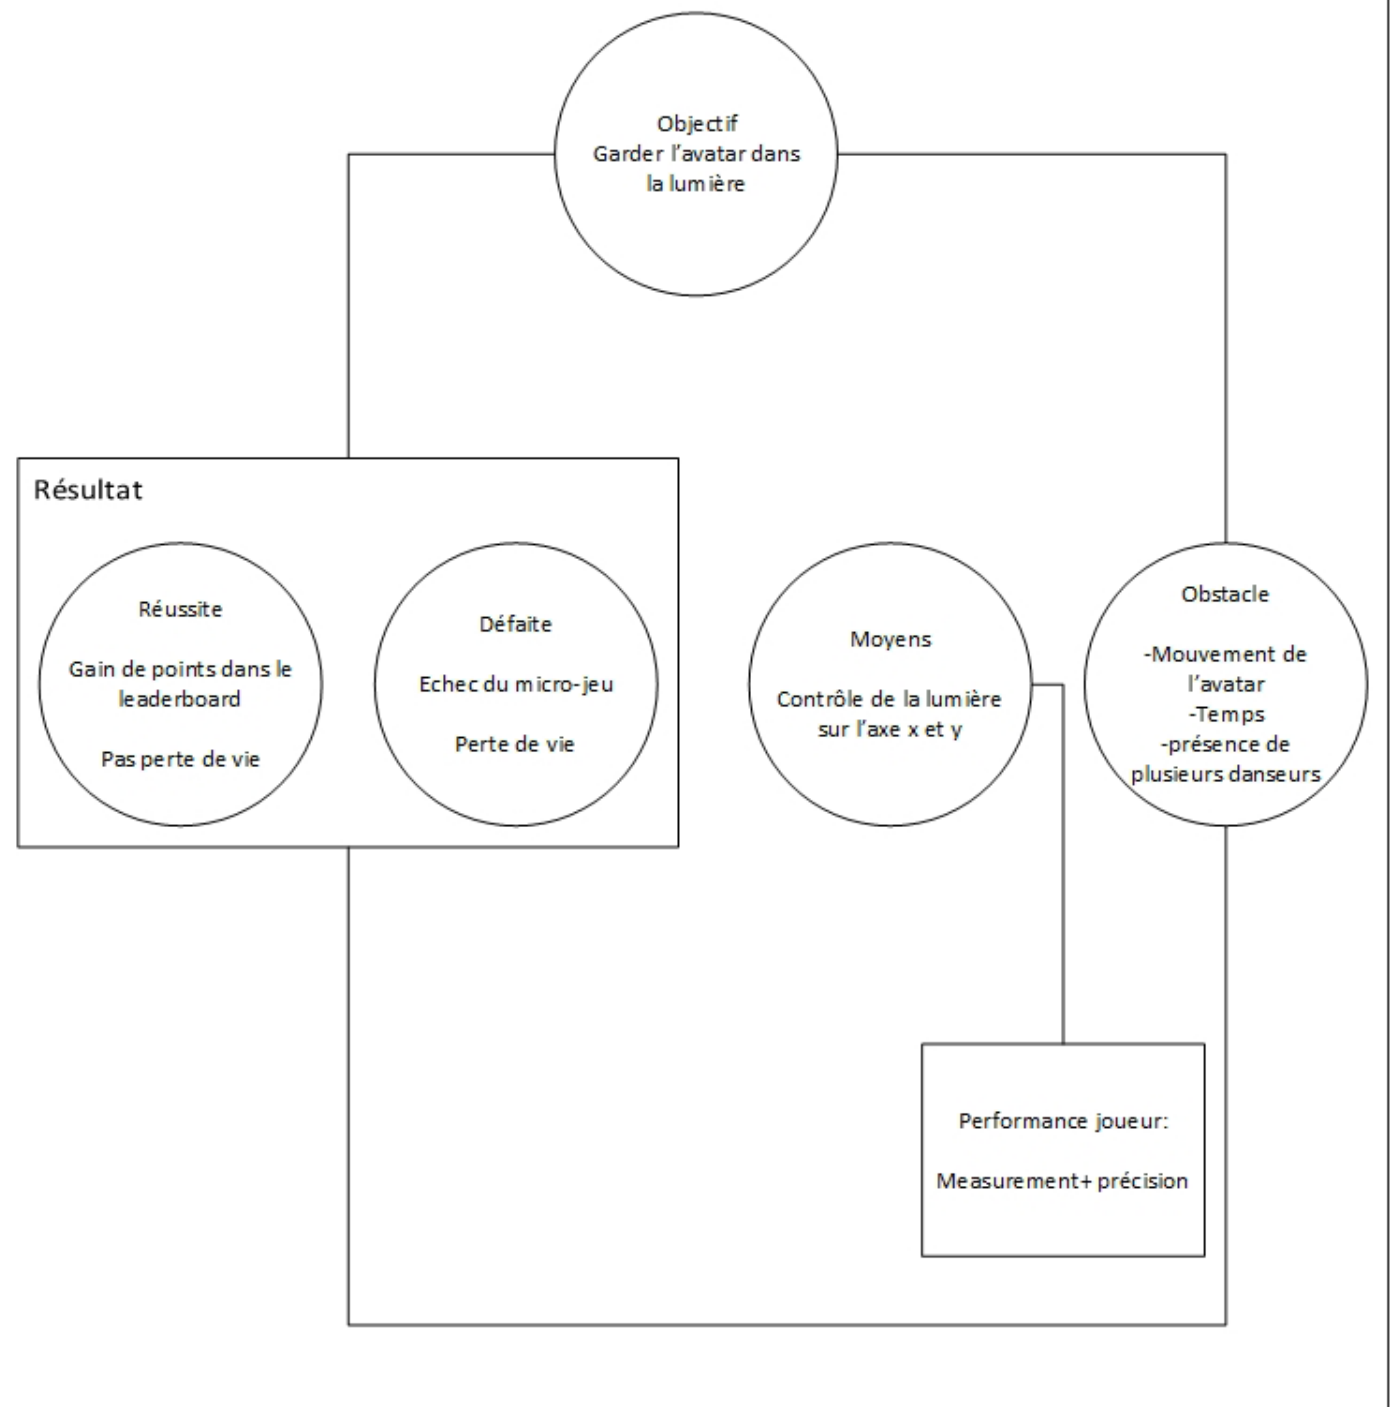 Objectif
Garder l'avatar dans
la lumière
Résultat
Réussite
Gain de points dans le
leaderboard
Pas perte de vie
Défaite
Echec du micro-jeu
Perte de vie
Moyens
Contrôle de la lumière
sur l'axe x et y
Obstacle
-Mouvement de
l'avatar
-Temps
-présence de
plusieurs danseurs
Performance joueur:
Measurement+ précision